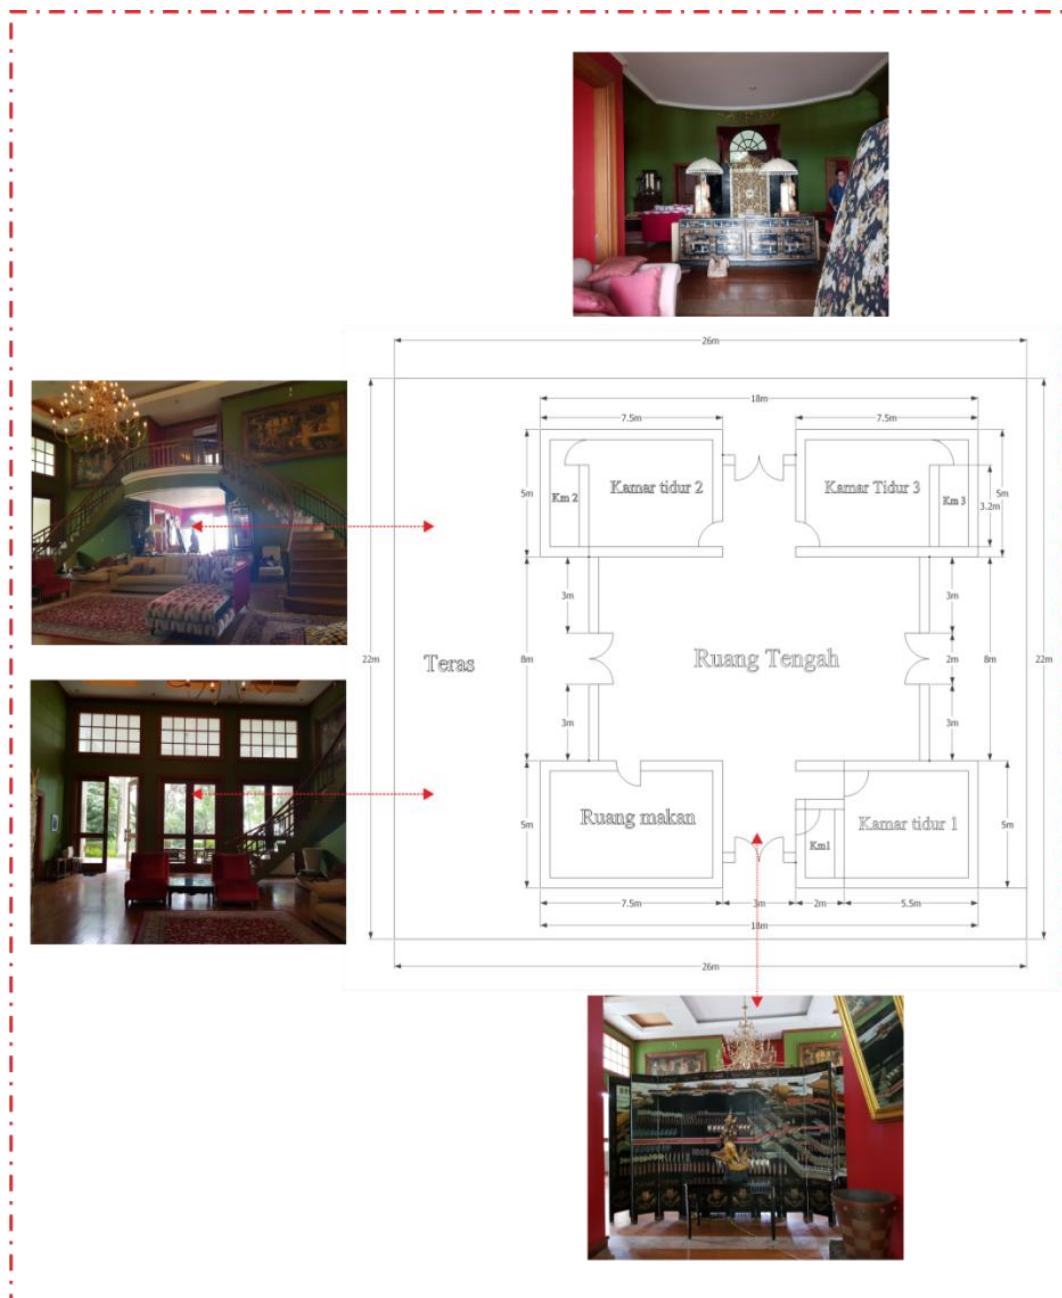 26m
18m
7.5m
7.5m
5m
Km 2
Kamar tidur 2
Kamar Tidur 3
Km 3
3.2m
5m
3m
3m
22m
Teras
8m
Ruang Tengah
2m
8m
22m
3m
3m
5m
Ruang makan
Km1
Kamar tidur 1
5m
7.5m
3m
2m
5.5m
18m
26m